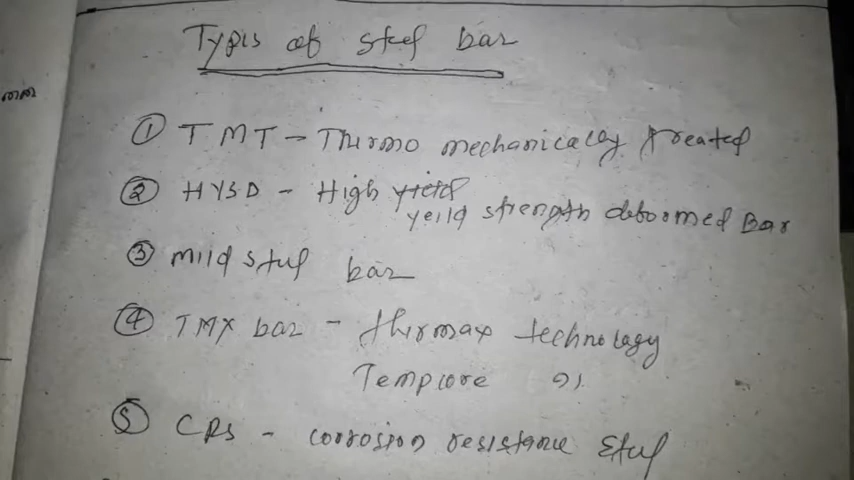 Types of steel bar
① TMT - Thermo mechanically treated
② HYSD - High yield
yeild strength deformed Bar
③ mild steel bar
④ TMX bar - thermax technology
Tempcore
⑤ CRS - corrosion resistance steel